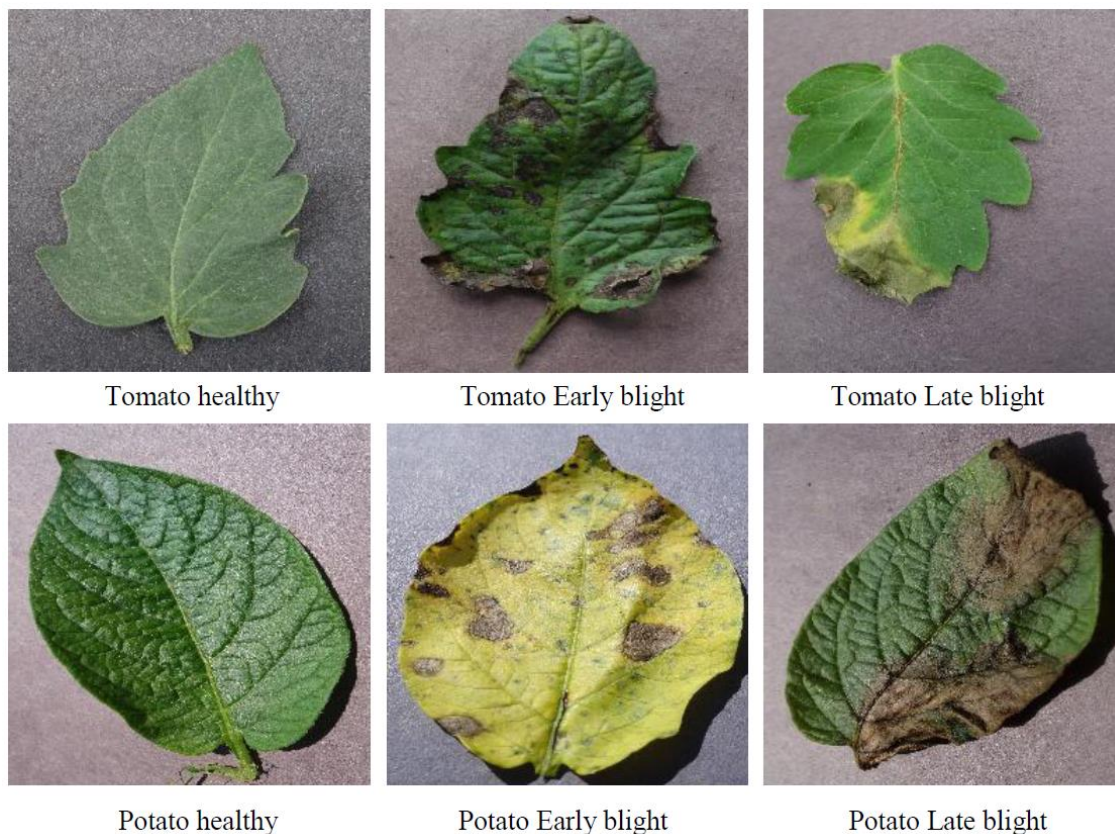 Tomato healthy
Tomato Early blight
Tomato Late blight
Potato healthy
Potato Early blight
Potato Late blight